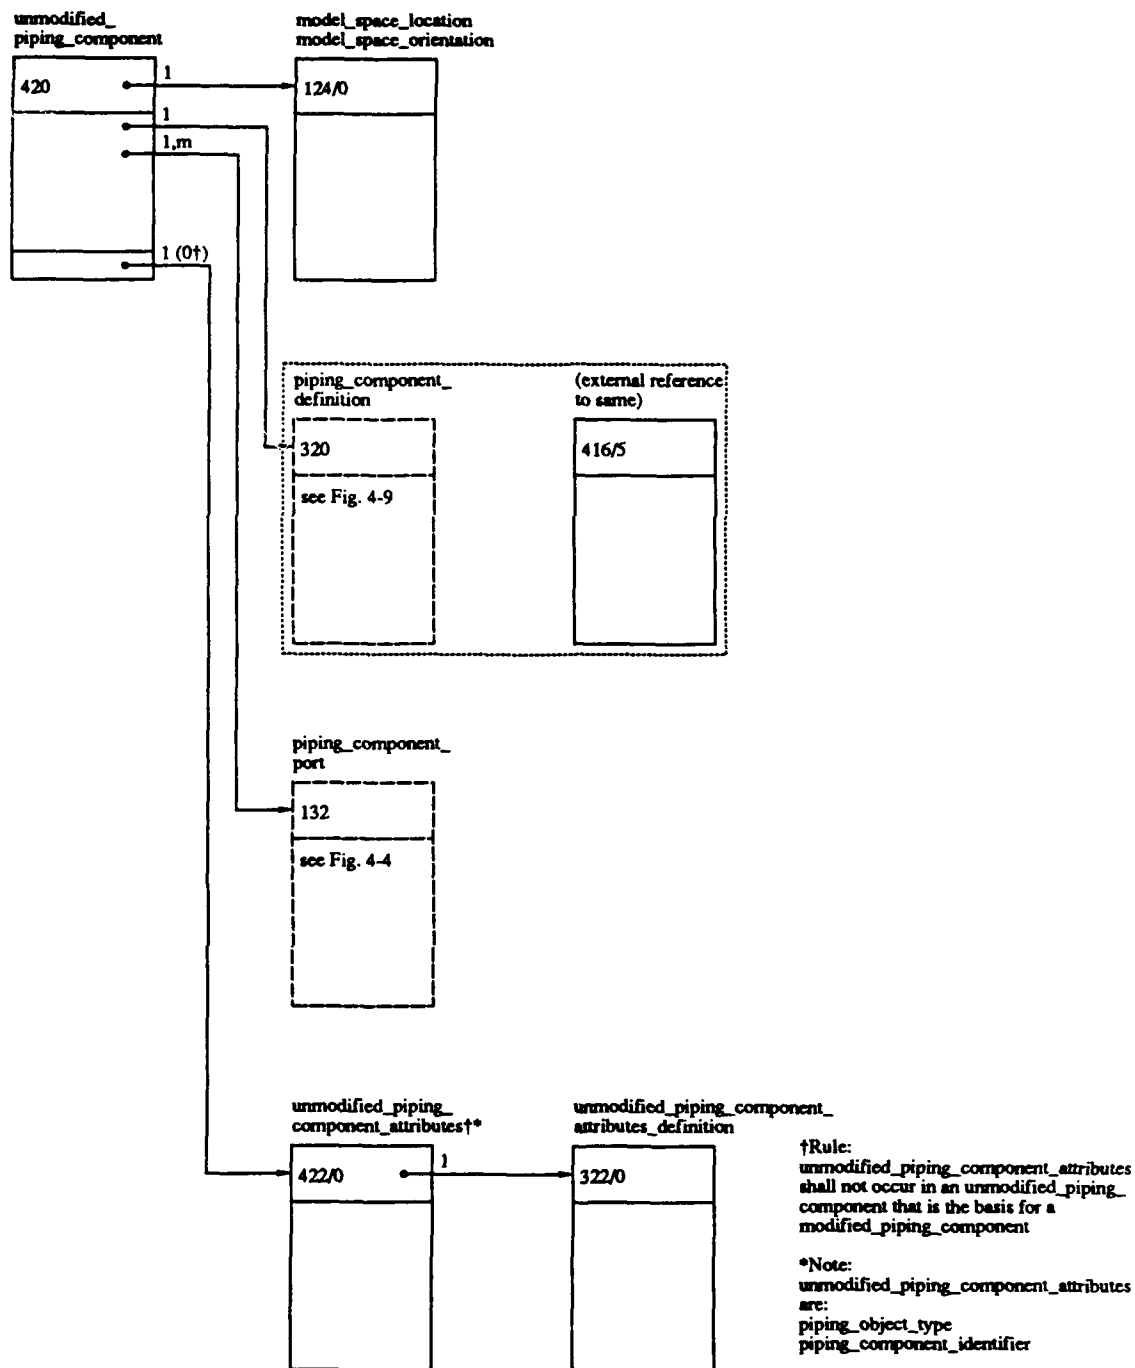 unmodified_
piping_component
model_space_location
model_space_orientation
420
1
124/0
1
1,m
1 (0†)
piping_component_
definition
(external reference
to same)
320
416/5
see Fig. 4-9
piping_component_
port
132
see Fig. 4-4
unmodified_piping_
component_attributes†*
unmodified_piping_component_
attributes_definition
422/0
1
322/0
†Rule:
unmodified_piping_component_attributes
shall not occur in an unmodified_piping_
component that is the basis for a
modified_piping_component
*Note:
unmodified_piping_component_attributes
are:
piping_object_type
piping_component_identifier